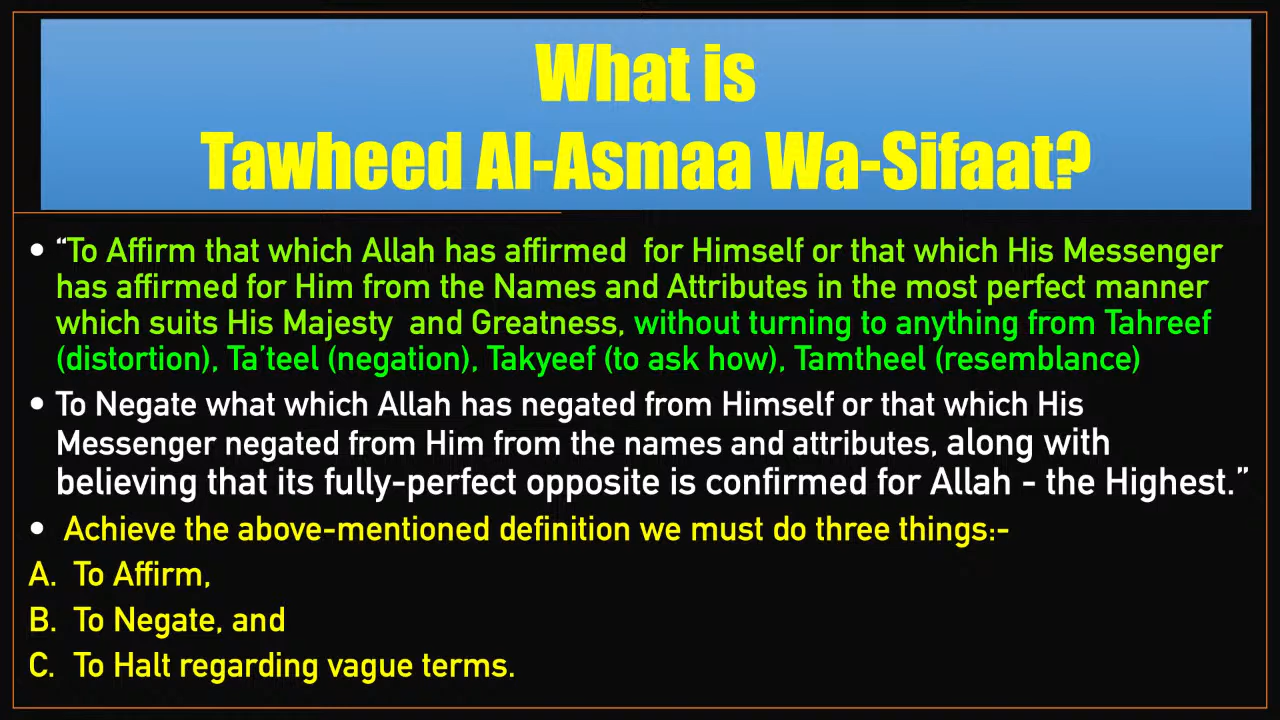 What is
Tawheed Al-Asmaa Wa-Sifaat?
• “To Affirm that which Allah has affirmed for Himself or that which His Messenger
has affirmed for Him from the Names and Attributes in the most perfect manner
which suits His Majesty and Greatness, without turning to anything from Tahreef
(distortion), Ta’teel (negation), Takyeef (to ask how), Tamtheel (resemblance)
• To Negate what which Allah has negated from Himself or that which His
Messenger negated from Him from the names and attributes, along with
believing that its fully-perfect opposite is confirmed for Allah - the Highest.”
• Achieve the above-mentioned definition we must do three things:-
A. To Affirm,
B. To Negate, and
C. To Halt regarding vague terms.